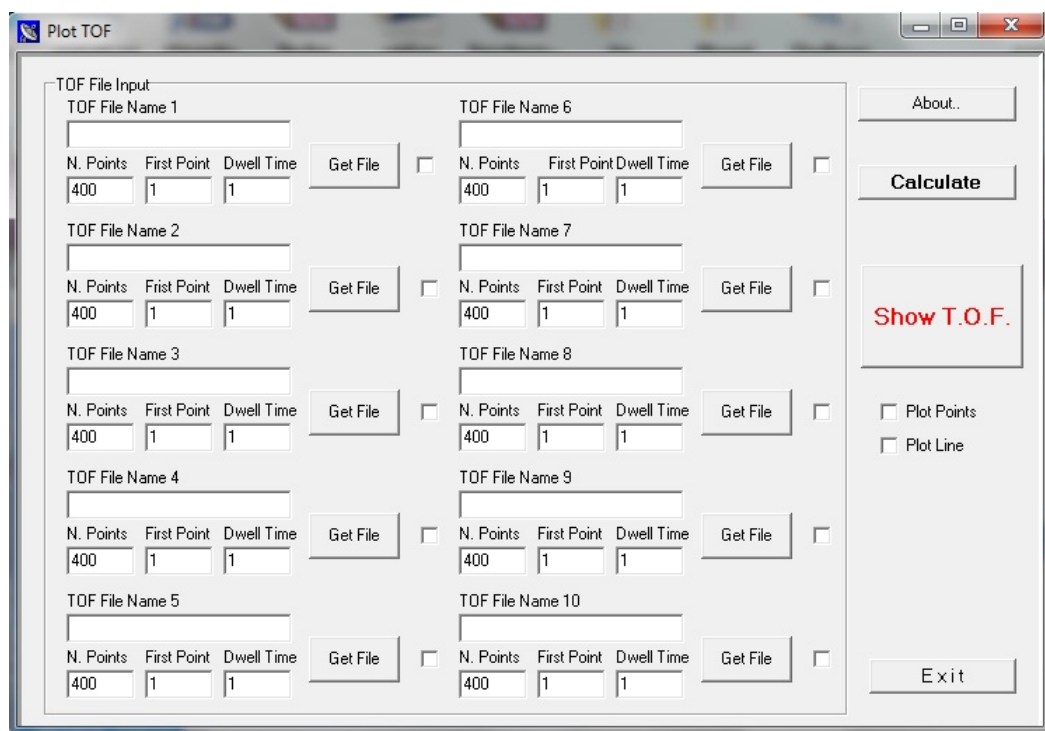 Plot TOF
TOF File Input
TOF File Name 1
N. Points First Point Dwell Time
Get File
400 1 1
TOF File Name 2
N. Points Frist Point Dwell Time
Get File
400 1 1
TOF File Name 3
N. Points First Point Dwell Time
Get File
400 1 1
TOF File Name 4
N. Points First Point Dwell Time
Get File
400 1 1
TOF File Name 5
N. Points First Point Dwell Time
Get File
400 1 1
TOF File Name 6
N. Points First Point Dwell Time
Get File
400 1 1
TOF File Name 7
N. Points First Point Dwell Time
Get File
400 1 1
TOF File Name 8
N. Points First Point Dwell Time
Get File
400 1 1
TOF File Name 9
N. Points First Point Dwell Time
Get File
400 1 1
TOF File Name 10
N. Points First Point Dwell Time
Get File
400 1 1
About..
Calculate
Show T.O.F.
Plot Points
Plot Line
Exit